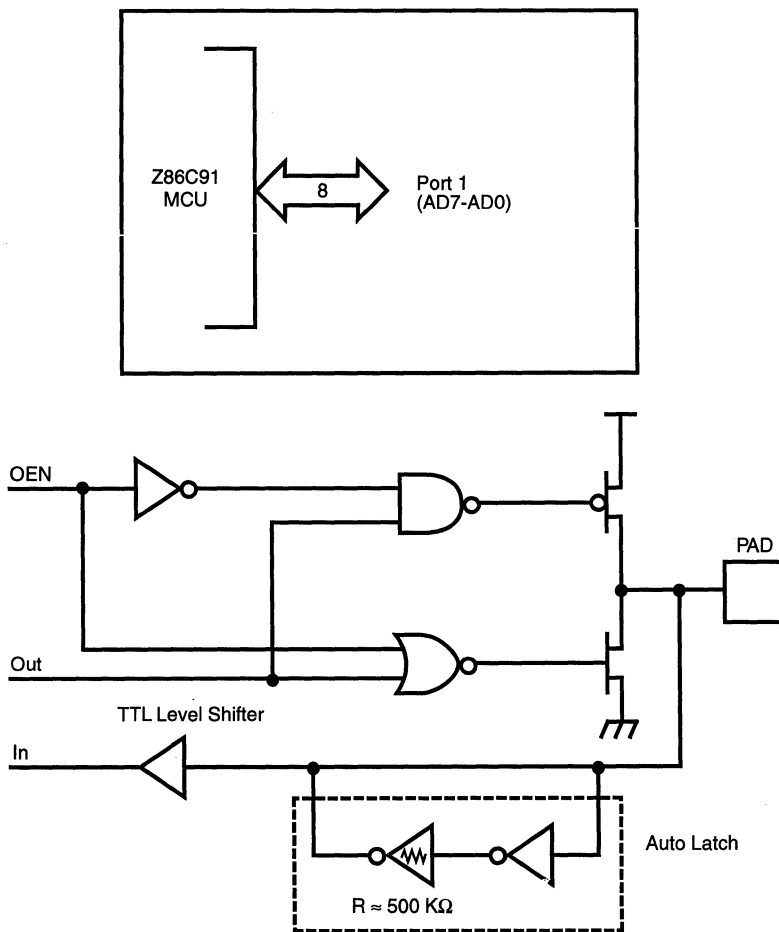 Z86C91
MCU
8
Port 1
(AD7-AD0)
OEN
PAD
Out
TTL Level Shifter
In
Auto Latch
R ≈ 500 KΩ